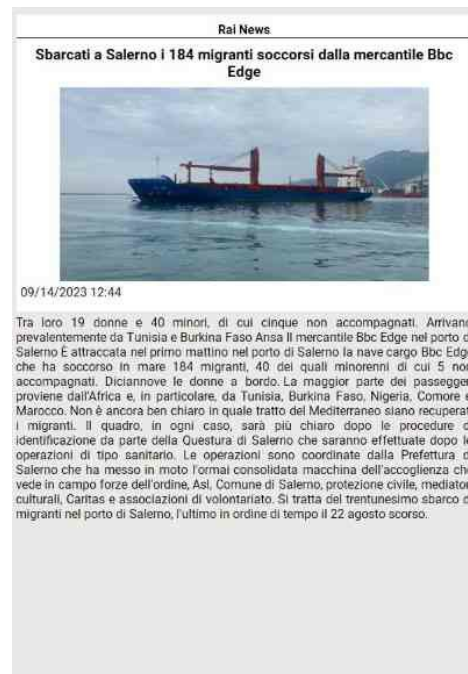 Rai News
Sbarcati a Salerno i 184 migranti soccorsi dalla mercantile Bbc
Edge
09/14/2023 12:44
Tra loro 19 donne e 40 minori, di cui cinque non accompagnati. Arrivano
prevalentemente da Tunisia e Burkina Faso Ansa Il mercantile Bbc Edge nel porto d
Salerno È attraccata nel primo mattino nel porto di Salerno la nave cargo Bbc Edge
che ha soccorso in mare 184 migranti, 40 dei quali minorenni di cui 5 non
accompagnati. Diciannove le donne a bordo. La maggior parte dei passegger
proviene dall'Africa e, in particolare, da Tunisia, Burkina Faso, Nigeria, Comore e
Marocco. Non è ancora ben chiaro in quale tratto del Mediterraneo siano recuperat
i migranti. Il quadro, in ogni caso, sarà più chiaro dopo le procedure d
identificazione da parte della Questura di Salerno che saranno effettuate dopo le
operazioni di tipo sanitario. Le operazioni sono coordinate dalla Prefettura d
Salerno che ha messo in moto l'ormai consolidata macchina dell'accoglienza che
vede in campo forze dell'ordine, Asl, Comune di Salerno, protezione civile, mediator
culturali, Caritas e associazioni di volontariato. Si tratta del trentunesimo sbarco d
migranti nel porto di Salerno, l'ultimo in ordine di tempo il 22 agosto scorso.